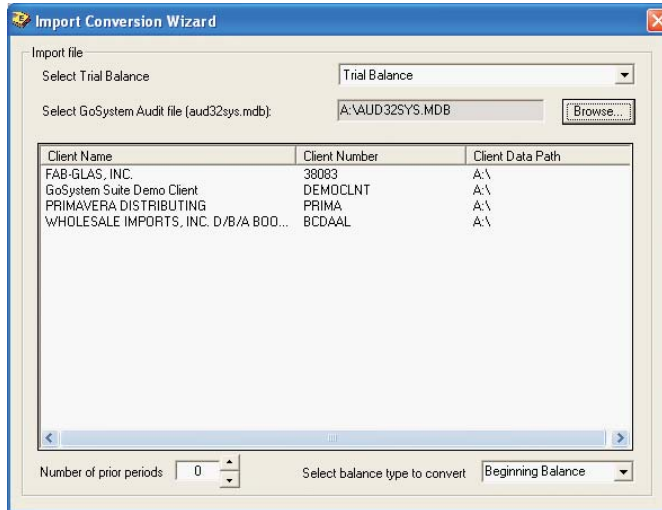 Import Conversion Wizard
Import file
Select Trial Balance Trial Balance
Select GoSystem Audit file (aud32sys.mdb): A:\AUD32SYS.MDB Browse...
Client Name Client Number Client Data Path
FAB-GLAS, INC. 38083 A:\
GoSystem Suite Demo Client DEMOCLNT A:\
PRIMAVERA DISTRIBUTING PRIMA A:\
WHOLESALE IMPORTS, INC. D/B/A BOO... BCDAAL A:\
Number of prior periods 0 Select balance type to convert Beginning Balance